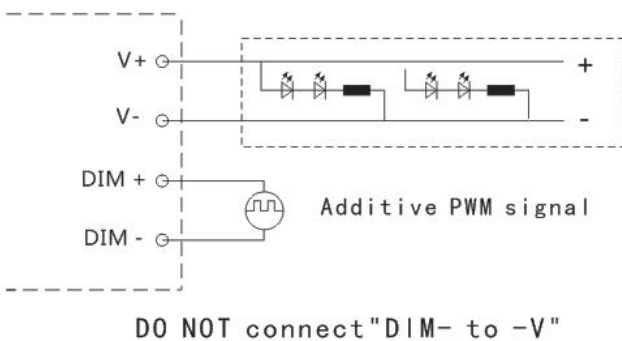 V+
+
V-
-
DIM +
Additive PWM signal
DIM -
DO NOT connect"DIM- to -V"